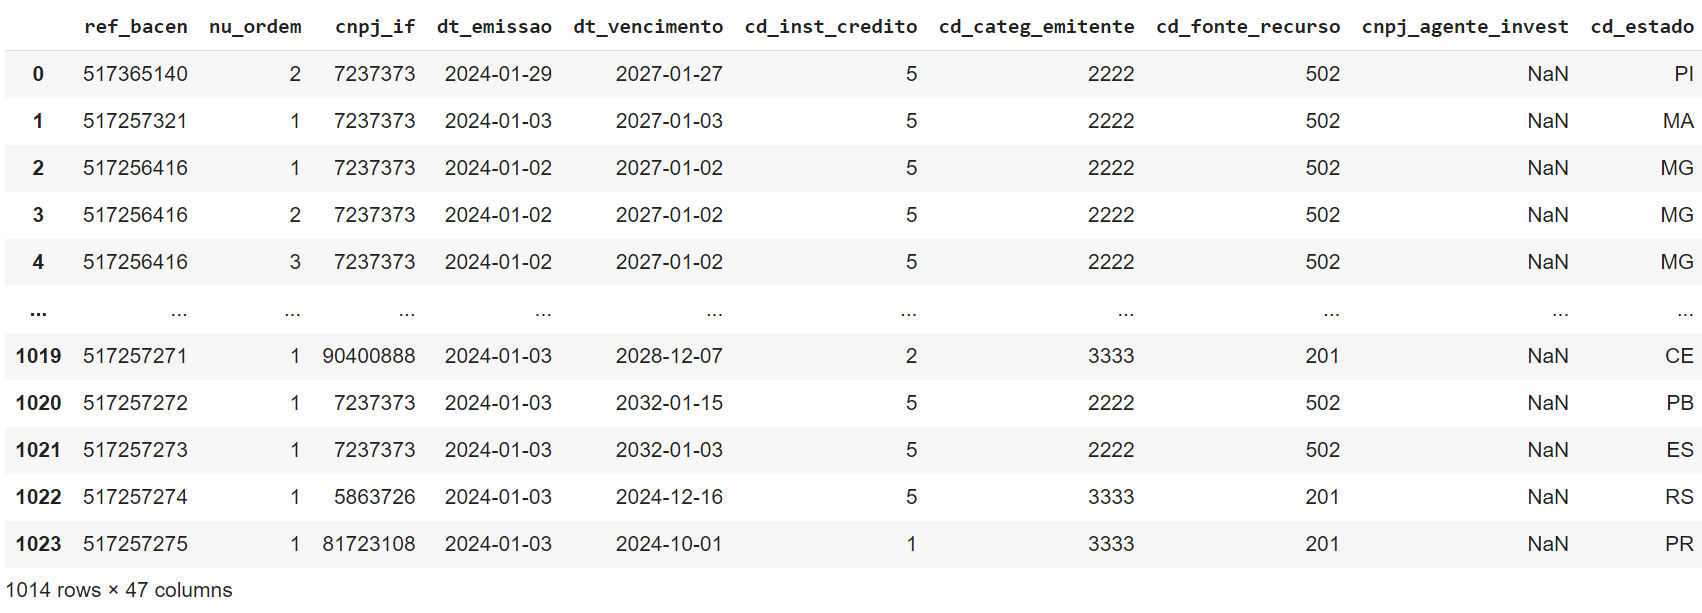 ref_bacen nu_ordem cnpj_if dt_emissao dt_vencimento cd_inst_credito cd_categ_emitente cd_fonte_recurso cnpj_agente_invest cd_estado
0 517365140 2 7237373 2024-01-29 2027-01-27 5 2222 502 NaN PI
1 517257321 1 7237373 2024-01-03 2027-01-03 5 2222 502 NaN MA
2 517256416 1 7237373 2024-01-02 2027-01-02 5 2222 502 NaN MG
3 517256416 2 7237373 2024-01-02 2027-01-02 5 2222 502 NaN MG
4 517256416 3 7237373 2024-01-02 2027-01-02 5 2222 502 NaN MG
... ... ... ... ... ... ... ... ... ... ...
1019 517257271 1 90400888 2024-01-03 2028-12-07 2 3333 201 NaN CE
1020 517257272 1 7237373 2024-01-03 2032-01-15 5 2222 502 NaN PB
1021 517257273 1 7237373 2024-01-03 2032-01-03 5 2222 502 NaN ES
1022 517257274 1 5863726 2024-01-03 2024-12-16 5 3333 201 NaN RS
1023 517257275 1 81723108 2024-01-03 2024-10-01 1 3333 201 NaN PR
1014 rows × 47 columns